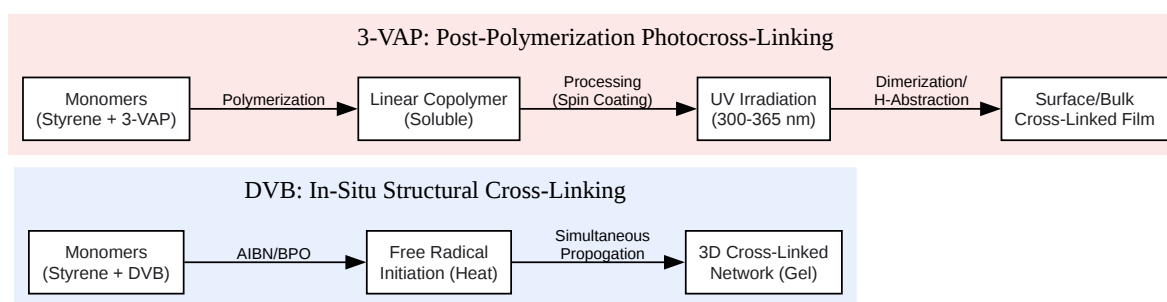 3-VAP: Post-Polymerization Photocross-Linking
Monomers
(Styrene + 3-VAP)
Polymerization
Linear Copolymer
(Soluble)
Processing
(Spin Coating)
UV Irradiation
(300-365 nm)
Dimerization/
H-Abstraction
Surface/Bulk
Cross-Linked Film
DVB: In-Situ Structural Cross-Linking
Monomers
(Styrene + DVB)
AIBN/BPO
Free Radical
Initiation (Heat)
Simultaneous
Propogation
3D Cross-Linked
Network (Gel)